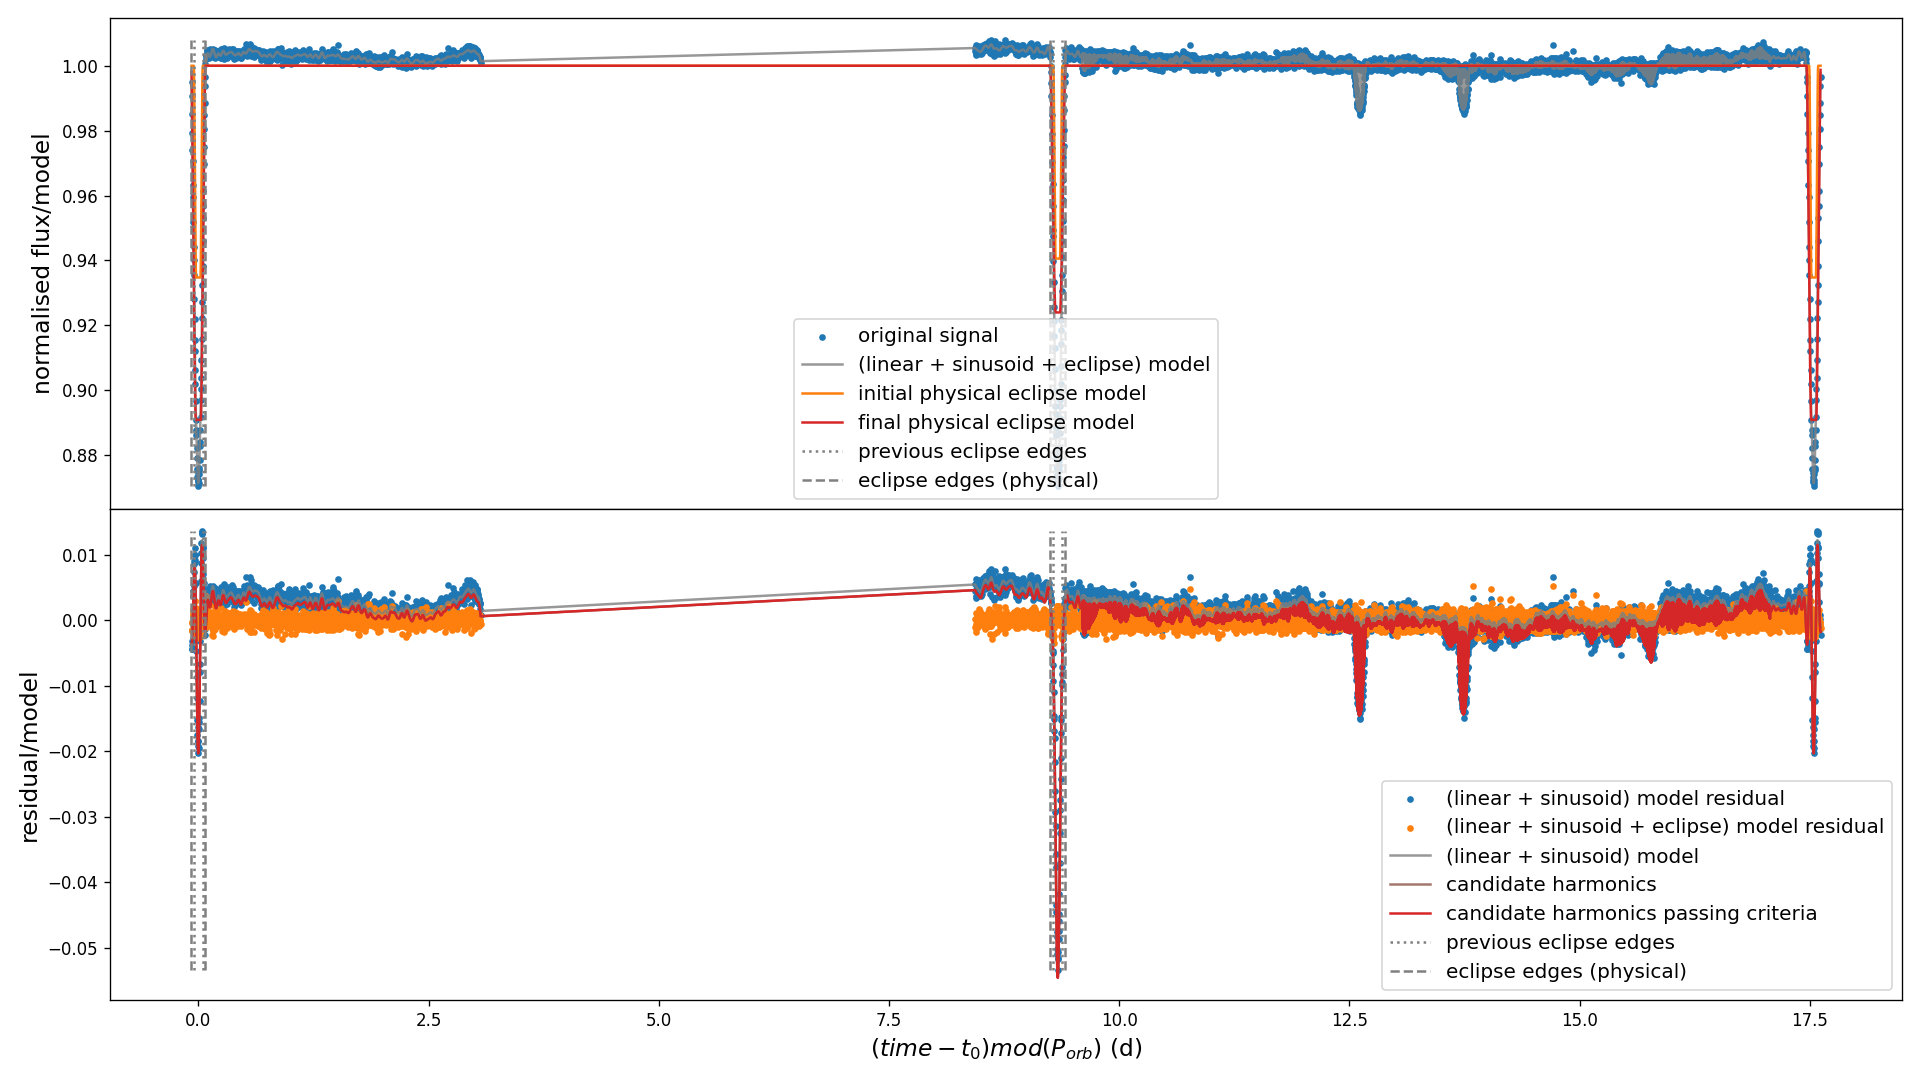 1.00
0.98
0.96
0.94
0.92
0.90
0.88
normalised flux/model
original signal
(linear + sinusoid + eclipse) model
initial physical eclipse model
final physical eclipse model
previous eclipse edges
eclipse edges (physical)
0.01
0.00
−0.01
−0.02
−0.03
−0.04
−0.05
residual/model
(linear + sinusoid) model residual
(linear + sinusoid + eclipse) model residual
(linear + sinusoid) model
candidate harmonics
candidate harmonics passing criteria
previous eclipse edges
eclipse edges (physical)
0.0 2.5 5.0 7.5 10.0 12.5 15.0 17.5
(time − t₀)mod(P_orb) (d)